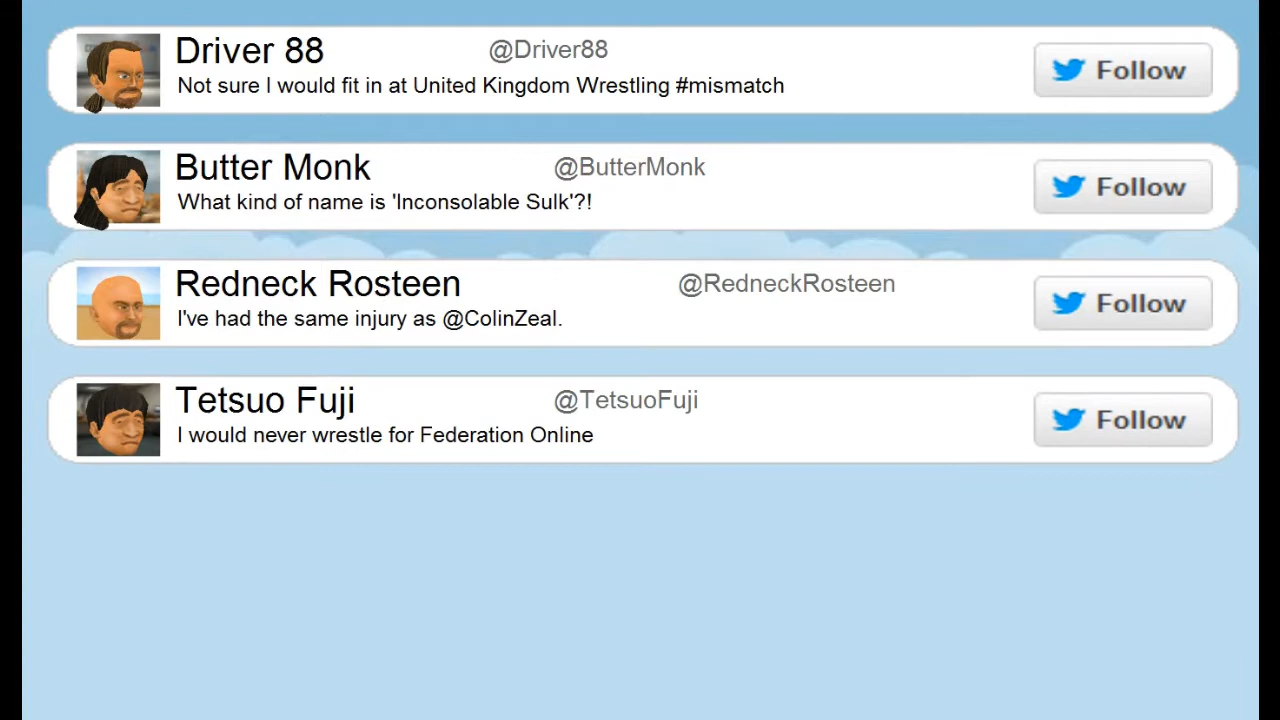 Driver 88 @Driver88
Not sure I would fit in at United Kingdom Wrestling #mismatch
Follow
Butter Monk @ButterMonk
What kind of name is 'Inconsolable Sulk'?!
Follow
Redneck Rosteen @RedneckRosteen
I've had the same injury as @ColinZeal.
Follow
Tetsuo Fuji @TetsuoFuji
I would never wrestle for Federation Online
Follow